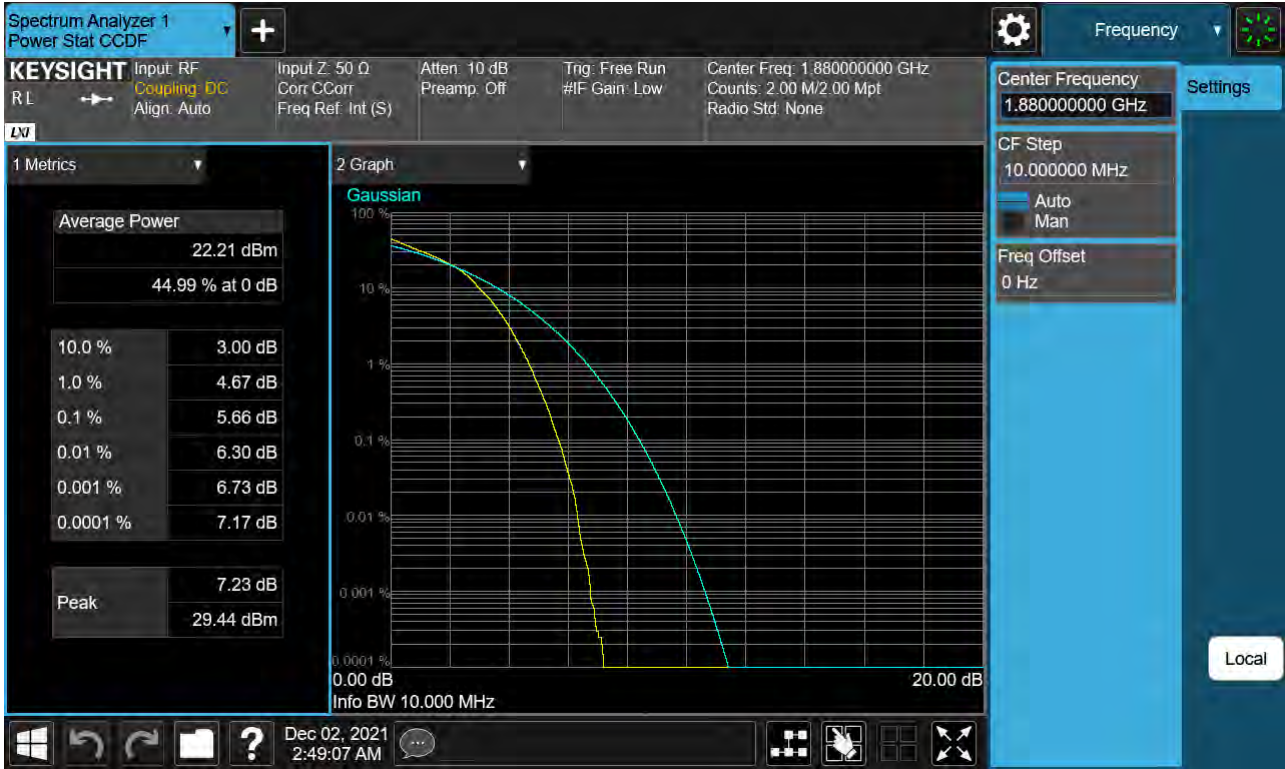 Spectrum Analyzer 1
Power Stat CCDF
Frequency
KEYSIGHT
R L
LXI
Input: RF
Coupling: DC
Align: Auto
Input Z: 50 Ω
Corr CCorr
Freq Ref: Int (S)
Atten: 10 dB
Preamp: Off
Trig: Free Run
#IF Gain: Low
Center Freq: 1.880000000 GHz
Counts: 2.00 M/2.00 Mpt
Radio Std: None
Center Frequency
1.880000000 GHz
Settings
CF Step
10.000000 MHz
Auto
Man
Freq Offset
0 Hz
1 Metrics
Average Power
22.21 dBm
44.99 % at 0 dB
10.0 % 3.00 dB
1.0 % 4.67 dB
0.1 % 5.66 dB
0.01 % 6.30 dB
0.001 % 6.73 dB
0.0001 % 7.17 dB
Peak
7.23 dB
29.44 dBm
2 Graph
Gaussian
100 %
10 %
1 %
0.1 %
0.01 %
0.001 %
0.0001 %
0.00 dB 20.00 dB
Info BW 10.000 MHz
Local
?
Dec 02, 2021
2:49:07 AM